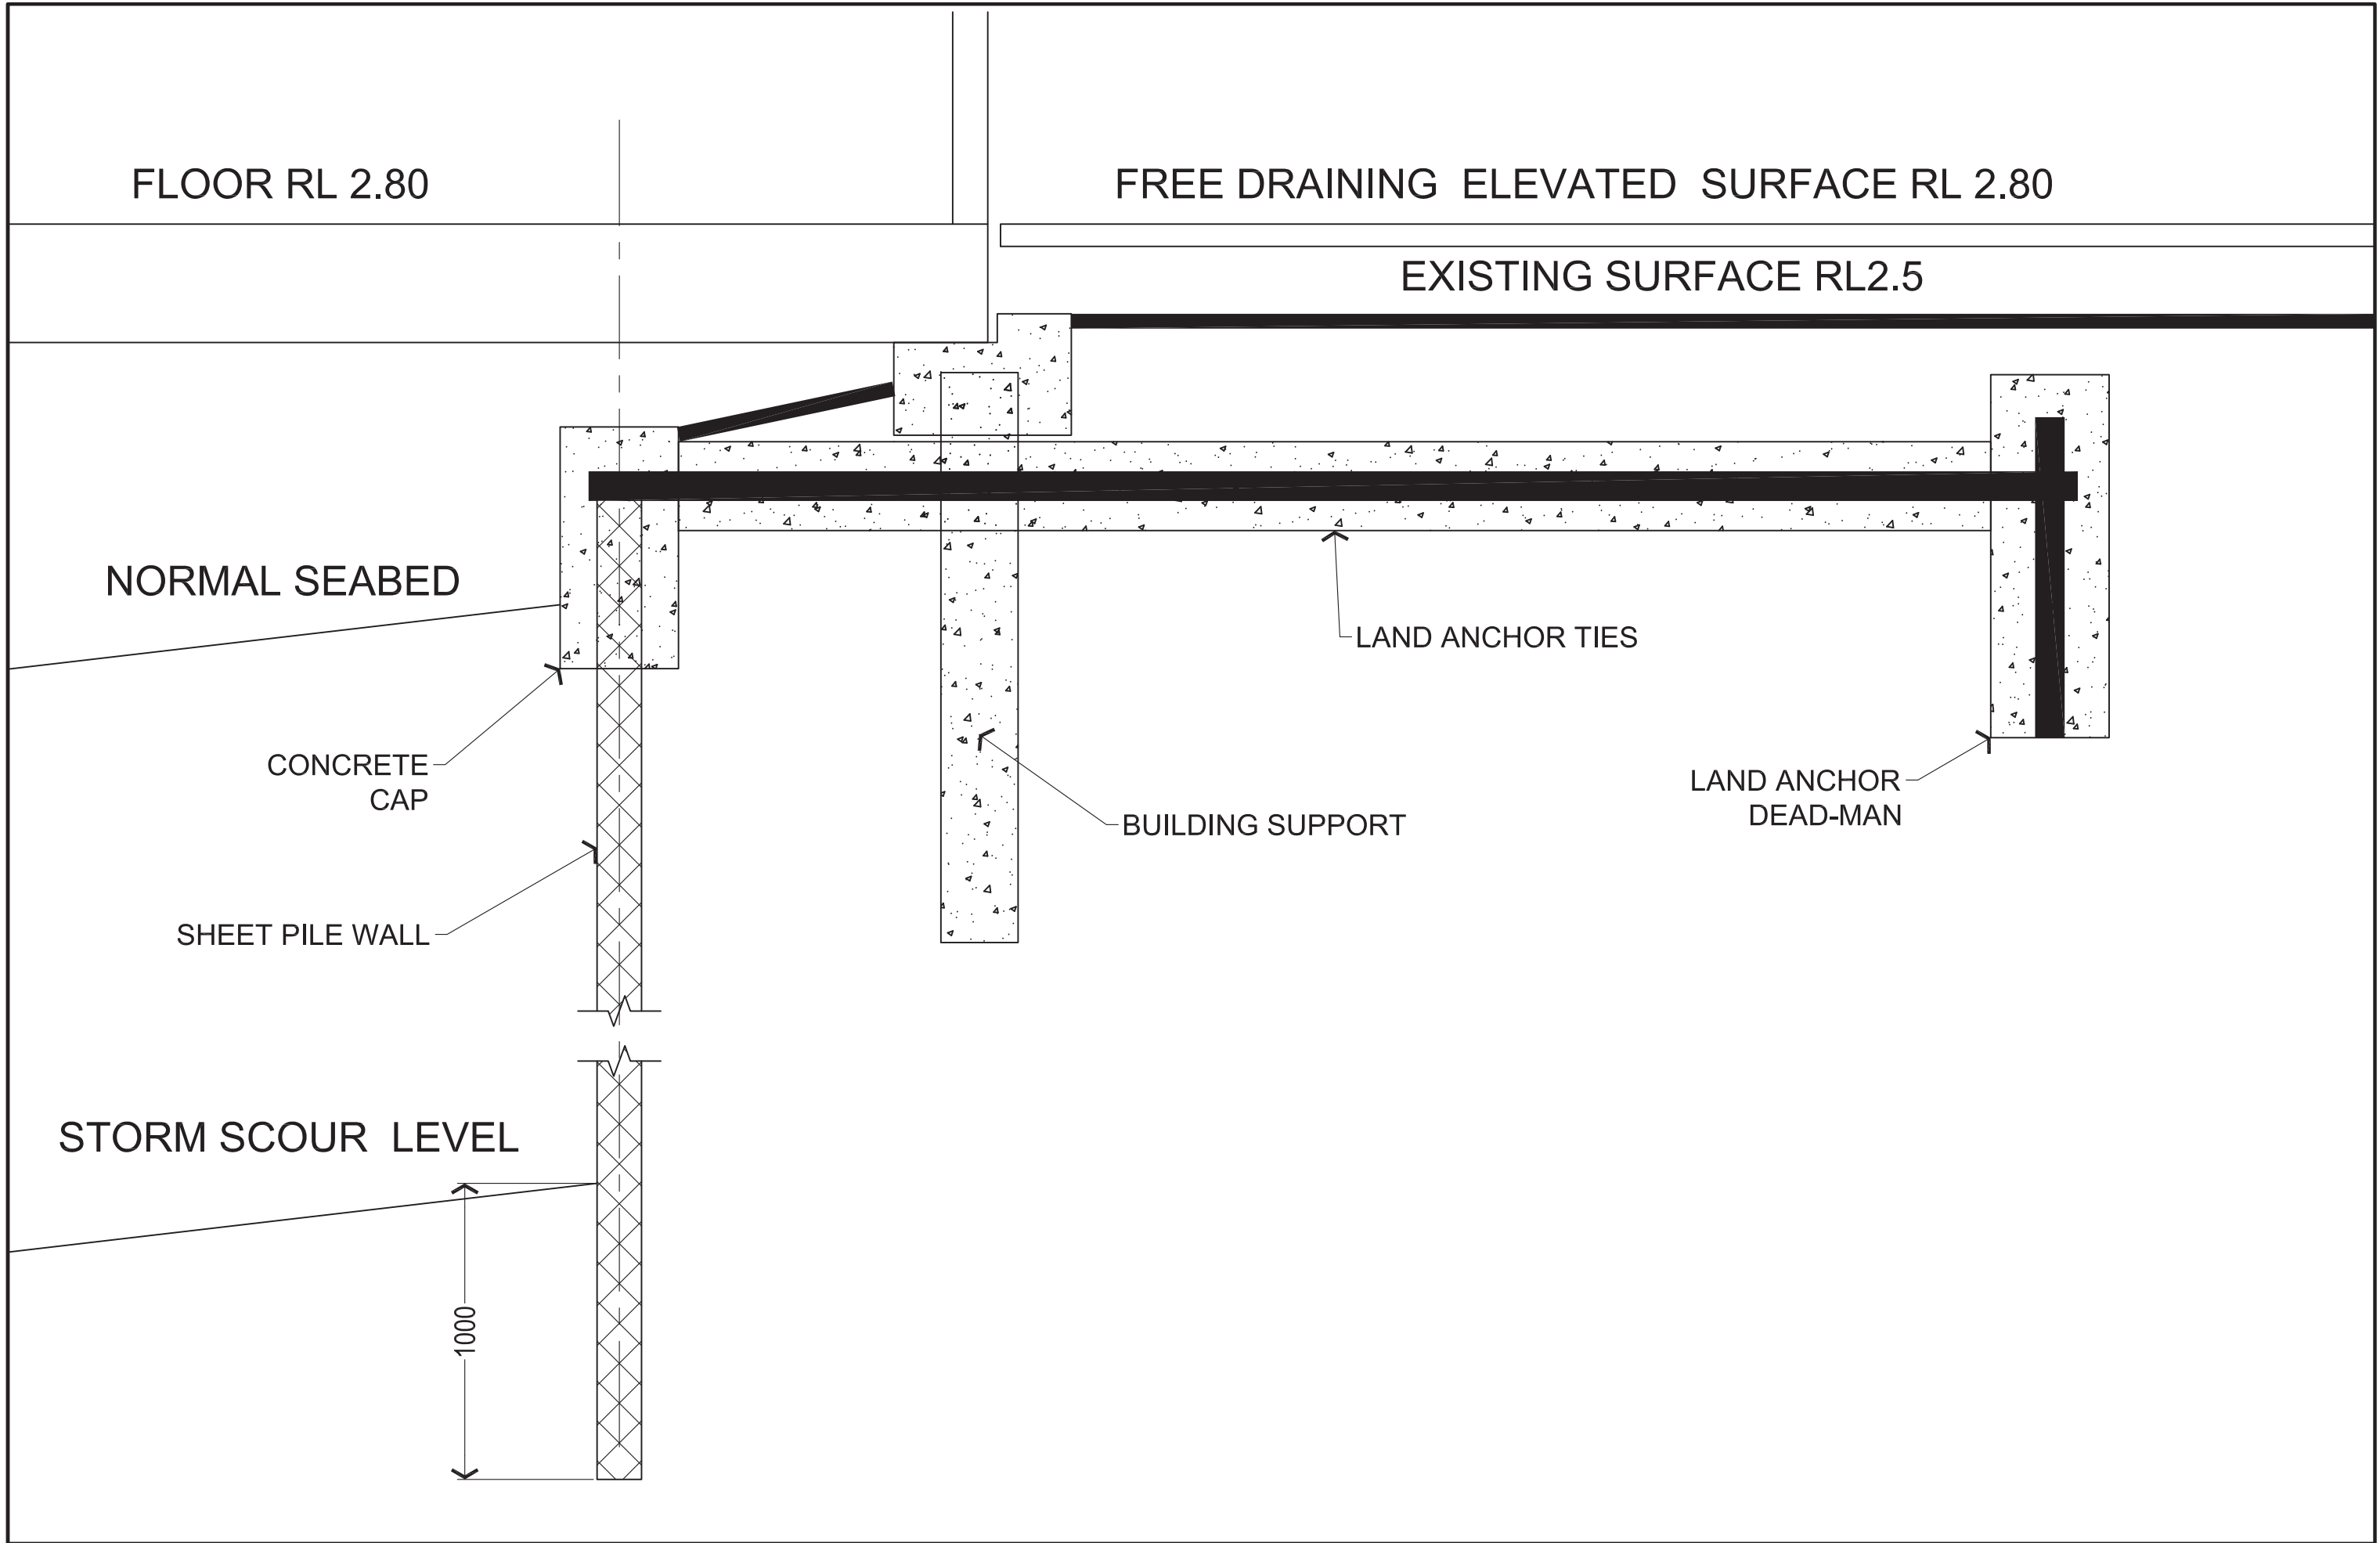 FLOOR RL 2.80
FREE DRAINING ELEVATED SURFACE RL 2.80
EXISTING SURFACE RL2.5
NORMAL SEABED
LAND ANCHOR TIES
CONCRETE
CAP
LAND ANCHOR
DEAD-MAN
BUILDING SUPPORT
SHEET PILE WALL
STORM SCOUR LEVEL
1000